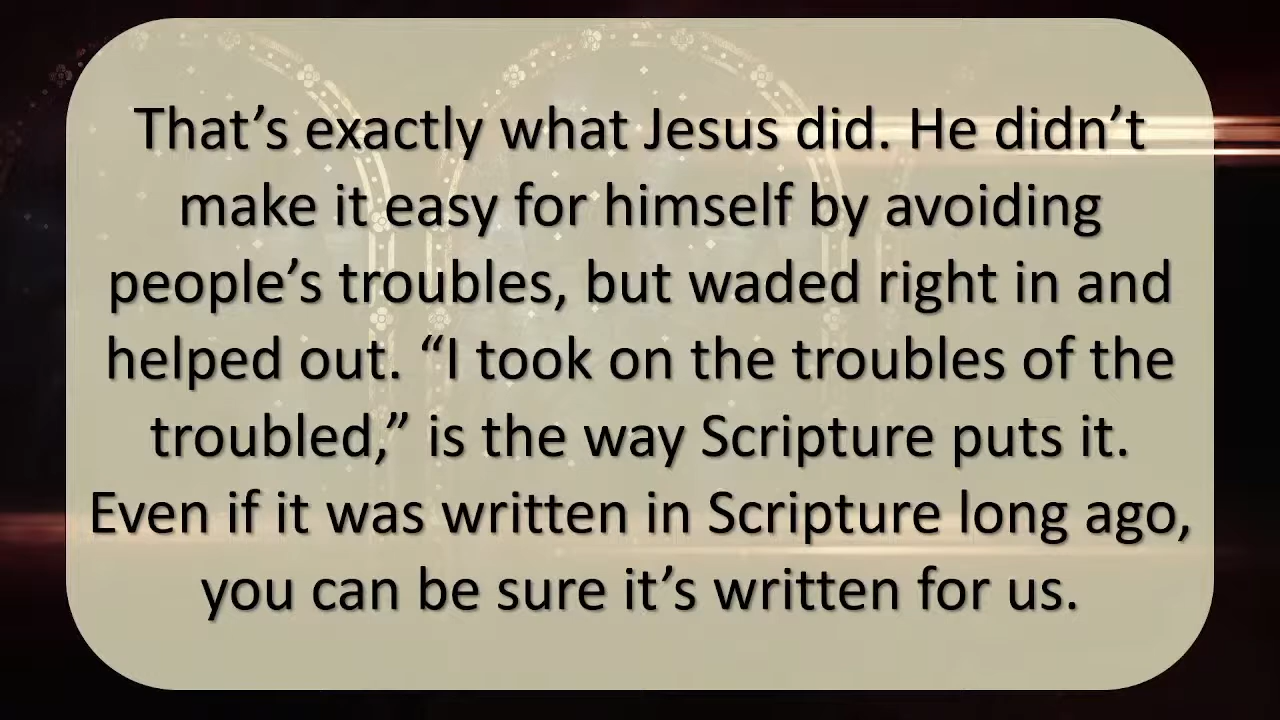 That’s exactly what Jesus did. He didn’t
make it easy for himself by avoiding
people’s troubles, but waded right in and
helped out. “I took on the troubles of the
troubled,” is the way Scripture puts it.
Even if it was written in Scripture long ago,
you can be sure it’s written for us.